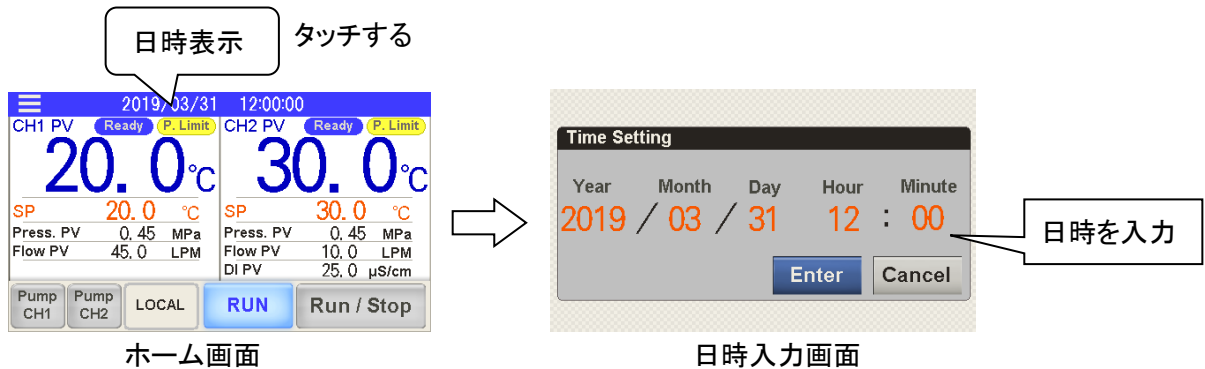 日時表示
タッチする
2019/03/31 12:00:00
CH1 PV Ready P. Limit
20. 0 ℃
SP 20. 0 ℃
Press. PV 0. 45 MPa
Flow PV 45. 0 LPM
CH2 PV Ready P. Limit
30. 0 ℃
SP 30. 0 ℃
Press. PV 0. 45 MPa
Flow PV 10. 0 LPM
DI PV 25. 0 μS/cm
Pump CH1
Pump CH2
LOCAL
RUN
Run / Stop
ホーム画面
Time Setting
Year Month Day Hour Minute
2019 / 03 / 31 12 : 00
Enter Cancel
日時を入力
日時入力画面